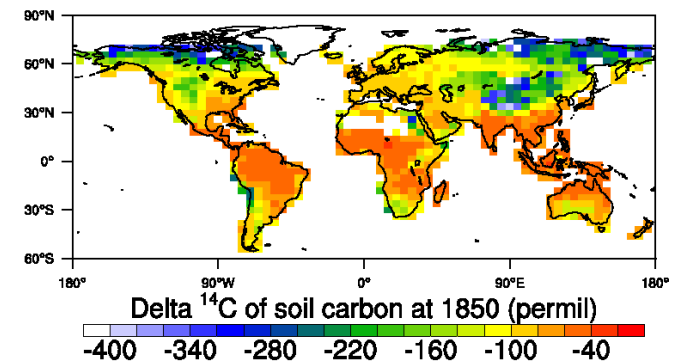 90°N
60°N
30°N
0°
30°S
60°S
180° 90°W 0° 90°E 180°
Delta ¹⁴C of soil carbon at 1850 (permil)
-400 -340 -280 -220 -160 -100 -40